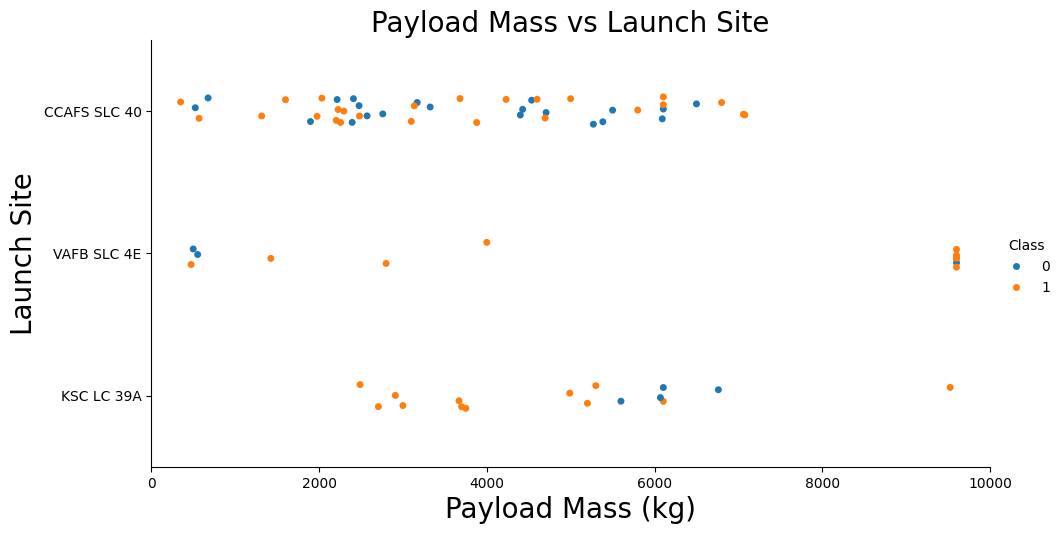 Payload Mass vs Launch Site
Launch Site
CCAFS SLC 40
VAFB SLC 4E
KSC LC 39A
0
2000
4000
6000
8000
10000
Payload Mass (kg)
Class
0
1